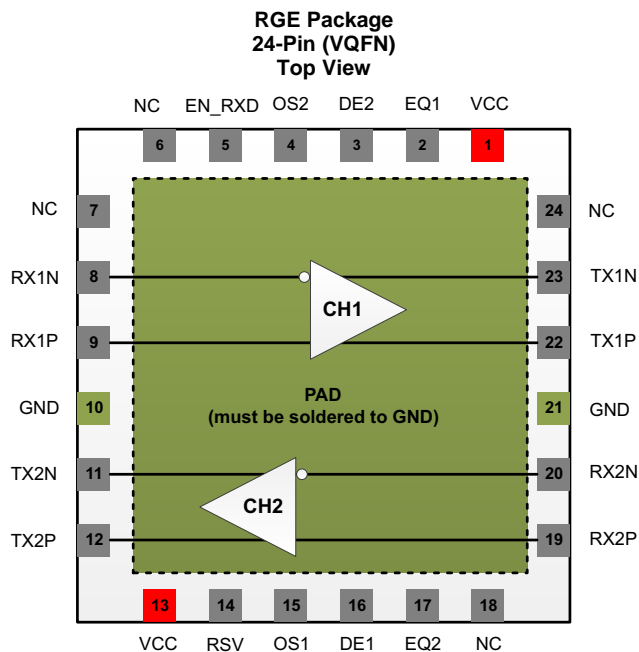 RGE Package
24-Pin (VQFN)
Top View
NC EN_RXD OS2 DE2 EQ1 VCC
6 5 4 3 2 1
NC 7 24 NC
RX1N 8 23 TX1N
CH1
RX1P 9 22 TX1P
PAD
GND 10 21 GND
(must be soldered to GND)
TX2N 11 20 RX2N
CH2
TX2P 12 19 RX2P
13 14 15 16 17 18
VCC RSV OS1 DE1 EQ2 NC